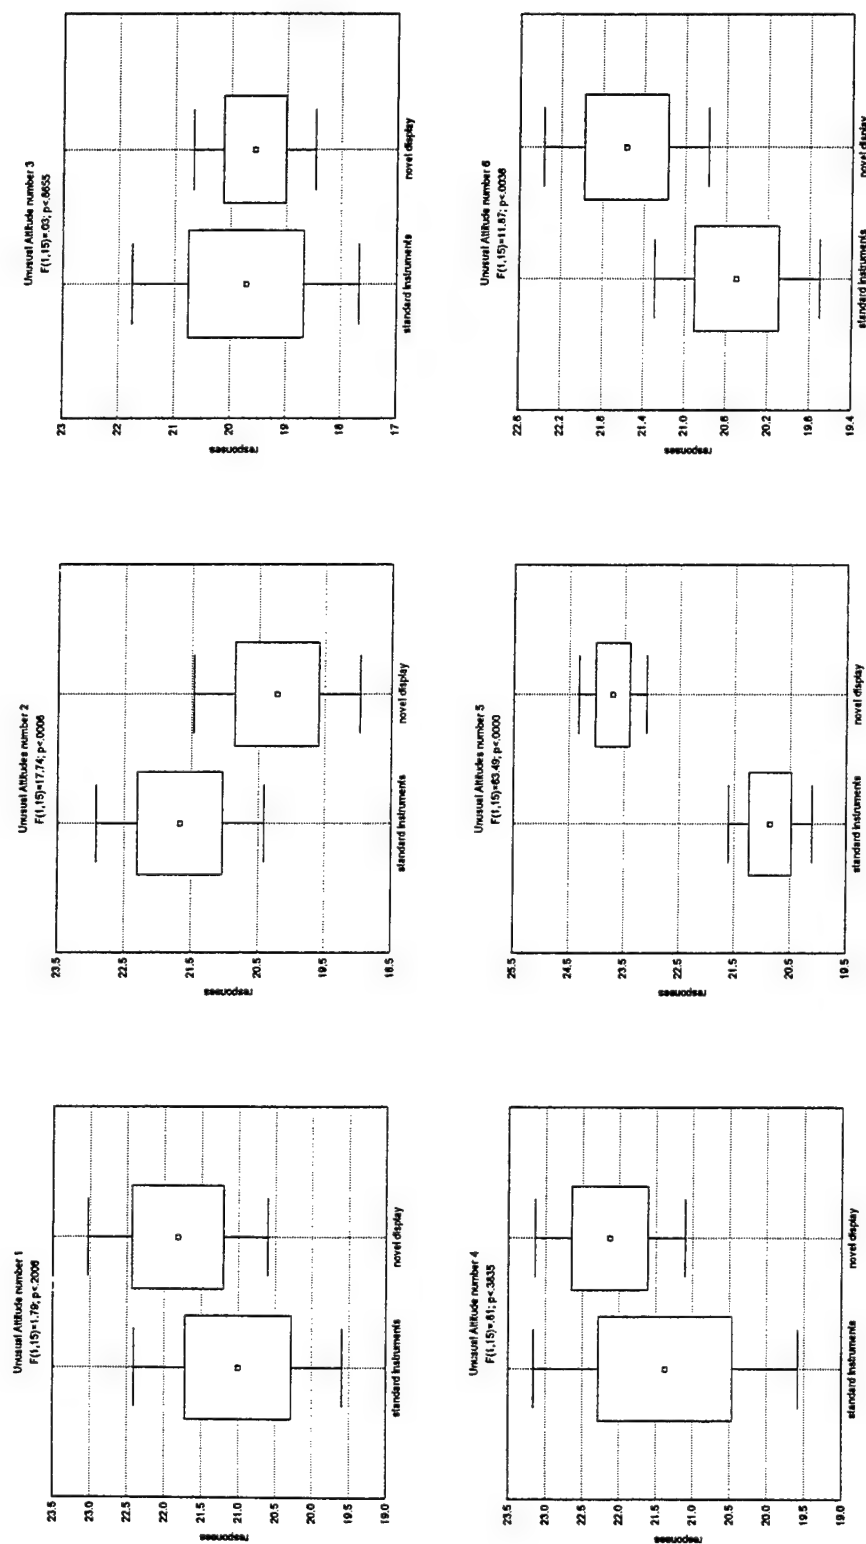 Unusual Attitude number 1
F(1,15)=1.79; p<.2008
responses
23.5
23.0
22.5
22.0
21.5
21.0
20.5
20.0
19.5
19.0
standard instruments
novel display
Unusual Attitudes number 2
F(1,15)=17.74; p<.0008
responses
23.5
22.5
21.5
20.5
19.5
18.5
standard instruments
novel display
Unusual Attitude number 3
F(1,15)=.03; p<.8655
responses
23
22
21
20
19
18
17
standard instruments
novel display
Unusual Attitude number 4
F(1,15)=.81; p<.3835
responses
23.5
23.0
22.5
22.0
21.5
21.0
20.5
20.0
19.5
19.0
standard instruments
novel display
Unusual Attitudes number 5
F(1,15)=63.49; p<.0000
responses
25.5
24.5
23.5
22.5
21.5
20.5
19.5
standard instruments
novel display
Unusual Attitude number 6
F(1,15)=11.87; p<.0036
responses
22.6
22.2
21.8
21.4
21.0
20.6
20.2
19.8
19.4
standard instruments
novel display